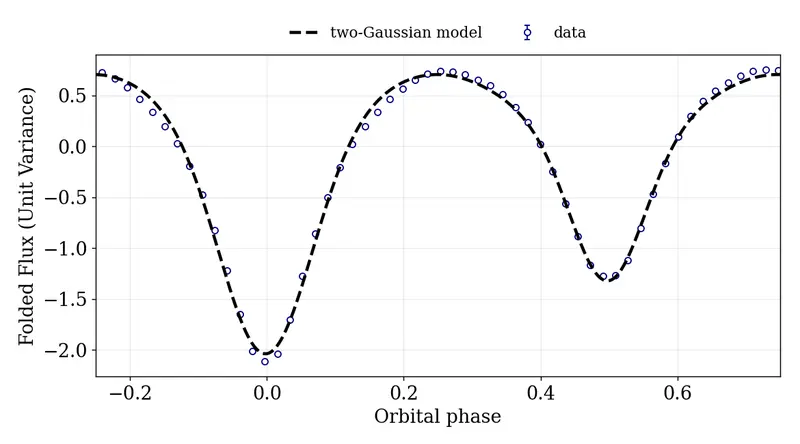 two-Gaussian model
data
Folded Flux (Unit Variance)
0.5
0.0
−0.5
−1.0
−1.5
−2.0
−0.2
0.0
0.2
0.4
0.6
Orbital phase